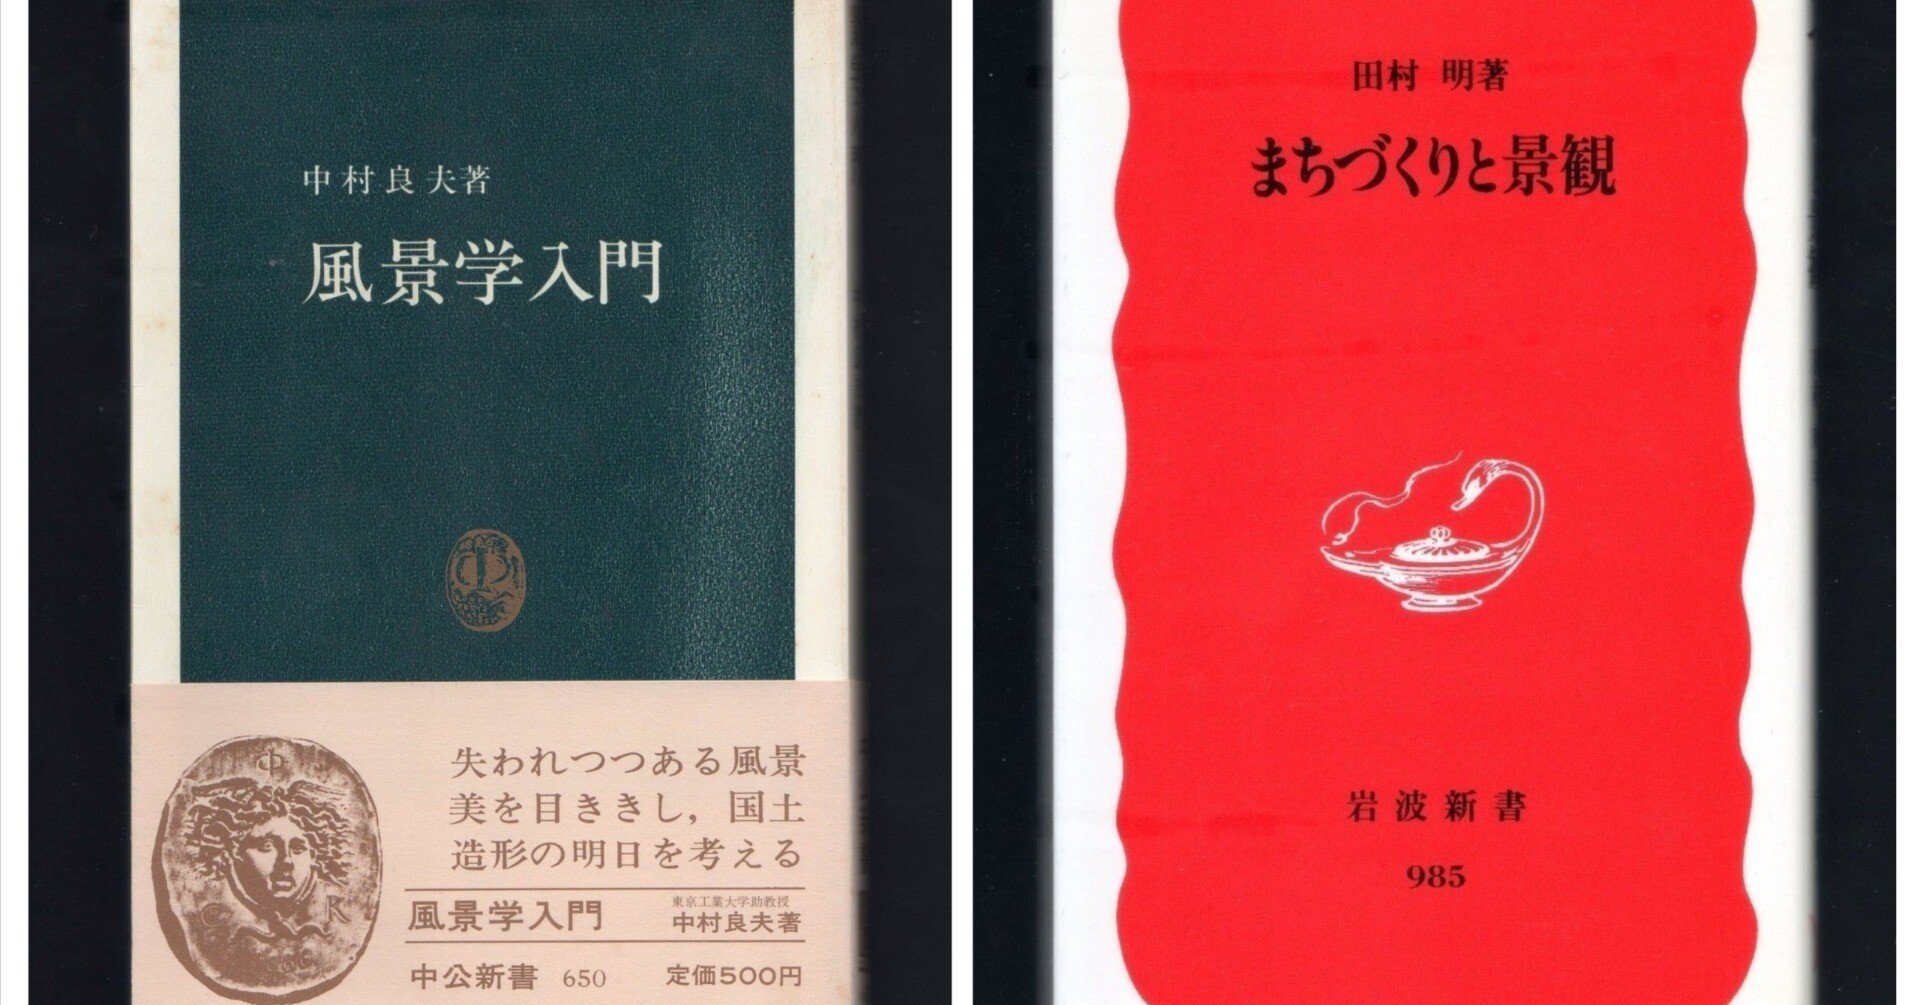 中村良夫著
風景学入門
失われつつある風景
美を目ききし，国土
造形の明日を考える
風景学入門
東京工業大学助教授
中村良夫著
中公新書 650
定価500円
田村 明著
まちづくりと景観
岩波新書
985